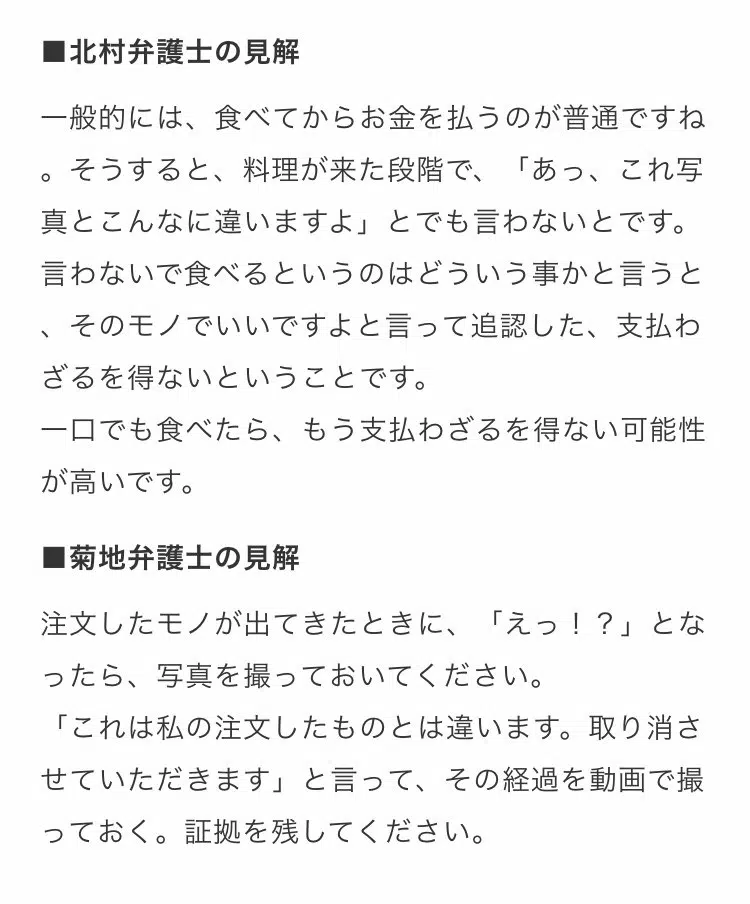 ■北村弁護士の見解
一般的には、食べてからお金を払うのが普通ですね
。そうすると、料理が来た段階で、「あっ、これ写
真とこんなに違いますよ」とでも言わないとです。
言わないで食べるというのはどういう事かと言うと
、そのモノでいいですよと言って追認した、支払わ
ざるを得ないということです。
一口でも食べたら、もう支払わざるを得ない可能性
が高いです。
■菊地弁護士の見解
注文したモノが出てきたときに、「えっ！？」とな
ったら、写真を撮っておいてください。
「これは私の注文したものとは違います。取り消さ
せていただきます」と言って、その経過を動画で撮
っておく。証拠を残してください。